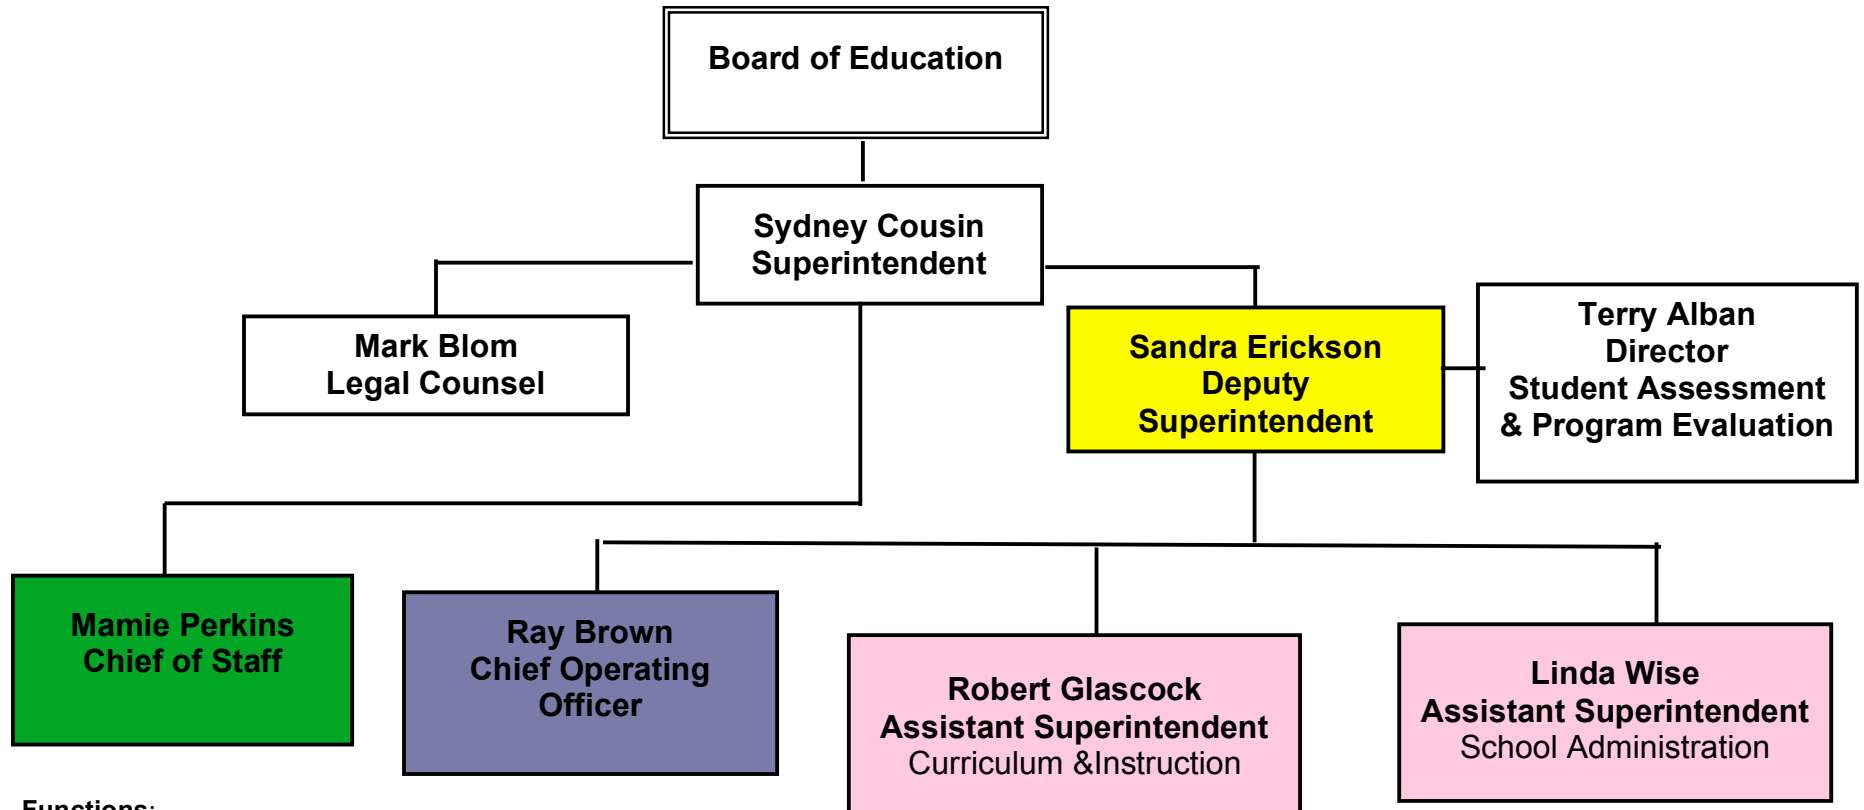 Board of Education
Sydney Cousin
Superintendent
Mark Blom
Legal Counsel
Sandra Erickson
Deputy
Superintendent
Terry Alban
Director
Student Assessment
& Program Evaluation
Mamie Perkins
Chief of Staff
Ray Brown
Chief Operating
Officer
Robert Glascock
Assistant Superintendent
Curriculum &Instruction
Linda Wise
Assistant Superintendent
School Administration
Functions: